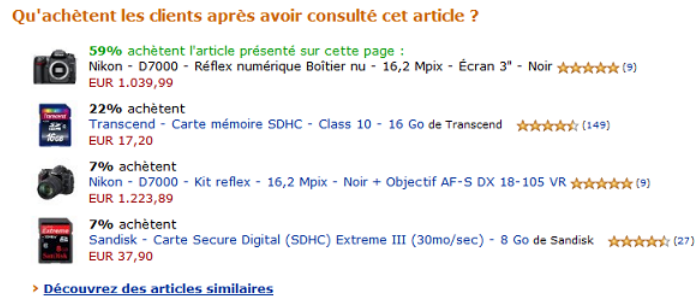 Qu'achètent les clients après avoir consulté cet article ?
59% achètent l'article présenté sur cette page :
Nikon - D7000 - Réflex numérique Boîtier nu - 16,2 Mpix - Écran 3" - Noir (9)
EUR 1.039,99
22% achètent
Transcend - Carte mémoire SDHC - Class 10 - 16 Go de Transcend (149)
EUR 17,20
7% achètent
Nikon - D7000 - Kit reflex - 16,2 Mpix - Noir + Objectif AF-S DX 18-105 VR (9)
EUR 1.223,89
7% achètent
Sandisk - Carte Secure Digital (SDHC) Extreme III (30mo/sec) - 8 Go de Sandisk (27)
EUR 37,90
› Découvrez des articles similaires